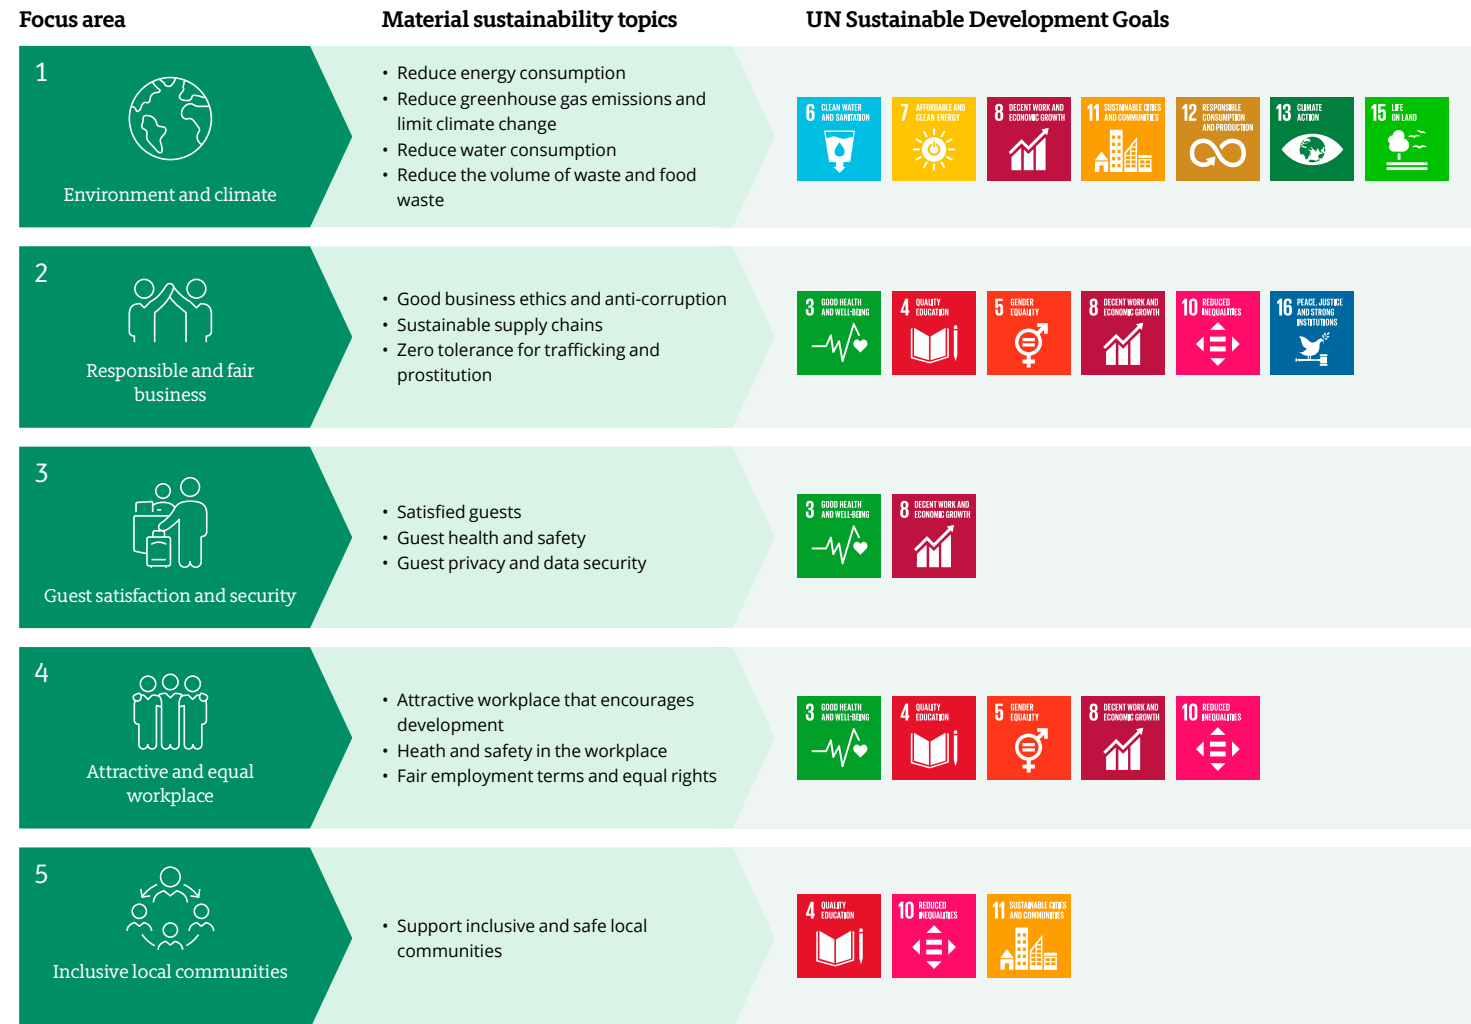 Focus area
Material sustainability topics
UN Sustainable Development Goals
1
Environment and climate
• Reduce energy consumption
• Reduce greenhouse gas emissions and
limit climate change
• Reduce water consumption
• Reduce the volume of waste and food
waste
6 CLEAN WATER
AND SANITATION
7 AFFORDABLE AND
CLEAN ENERGY
8 DECENT WORK AND
ECONOMIC GROWTH
11 SUSTAINABLE CITIES
AND COMMUNITIES
12 RESPONSIBLE
CONSUMPTION
AND PRODUCTION
13 CLIMATE
ACTION
15 LIFE
ON LAND
2
Responsible and fair
business
• Good business ethics and anti-corruption
• Sustainable supply chains
• Zero tolerance for trafficking and
prostitution
3 GOOD HEALTH
AND WELL-BEING
4 QUALITY
EDUCATION
5 GENDER
EQUALITY
8 DECENT WORK AND
ECONOMIC GROWTH
10 REDUCED
INEQUALITIES
16 PEACE, JUSTICE
AND STRONG
INSTITUTIONS
3
Guest satisfaction and security
• Satisfied guests
• Guest health and safety
• Guest privacy and data security
3 GOOD HEALTH
AND WELL-BEING
8 DECENT WORK AND
ECONOMIC GROWTH
4
Attractive and equal
workplace
• Attractive workplace that encourages
development
• Heath and safety in the workplace
• Fair employment terms and equal rights
3 GOOD HEALTH
AND WELL-BEING
4 QUALITY
EDUCATION
5 GENDER
EQUALITY
8 DECENT WORK AND
ECONOMIC GROWTH
10 REDUCED
INEQUALITIES
5
Inclusive local communities
• Support inclusive and safe local
communities
4 QUALITY
EDUCATION
10 REDUCED
INEQUALITIES
11 SUSTAINABLE CITIES
AND COMMUNITIES